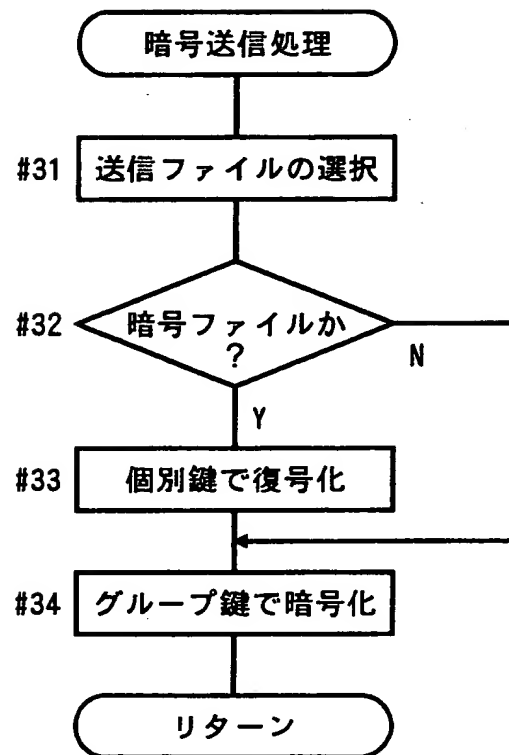 暗号送信処理
#31 送信ファイルの選択
#32 暗号ファイルか
?
N
Y
#33 個別鍵で復号化
#34 グループ鍵で暗号化
リターン